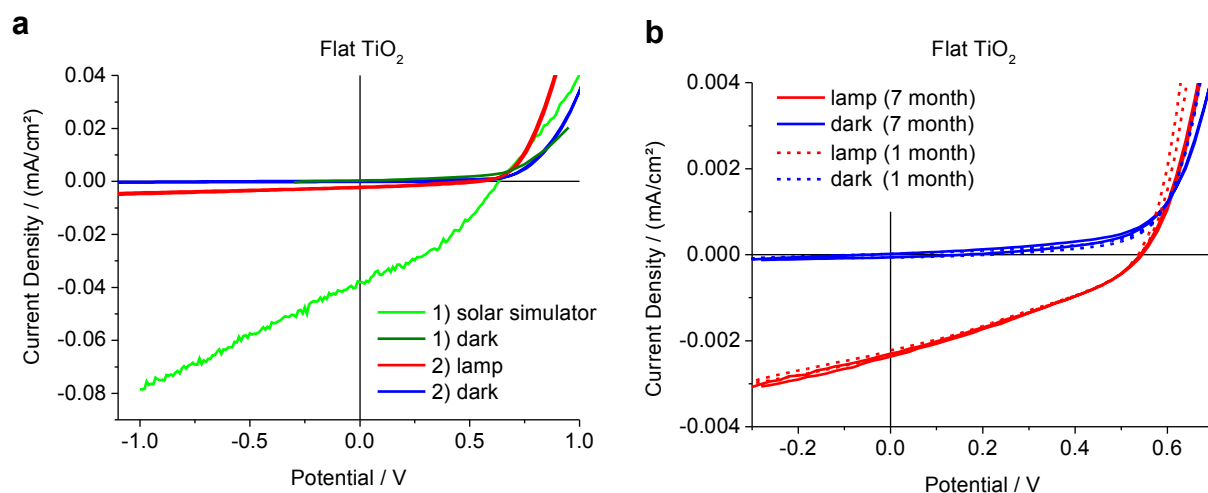 a
Flat TiO₂
Current Density / (mA/cm²)
0.04
0.02
0.00
-0.02
-0.04
-0.06
-0.08
1) solar simulator
1) dark
2) lamp
2) dark
-1.0 -0.5 0.0 0.5 1.0
Potential / V
b
Flat TiO₂
Current Density / (mA/cm²)
0.004
0.002
0.000
-0.002
-0.004
lamp (7 month)
dark (7 month)
lamp (1 month)
dark (1 month)
-0.2 0.0 0.2 0.4 0.6
Potential / V